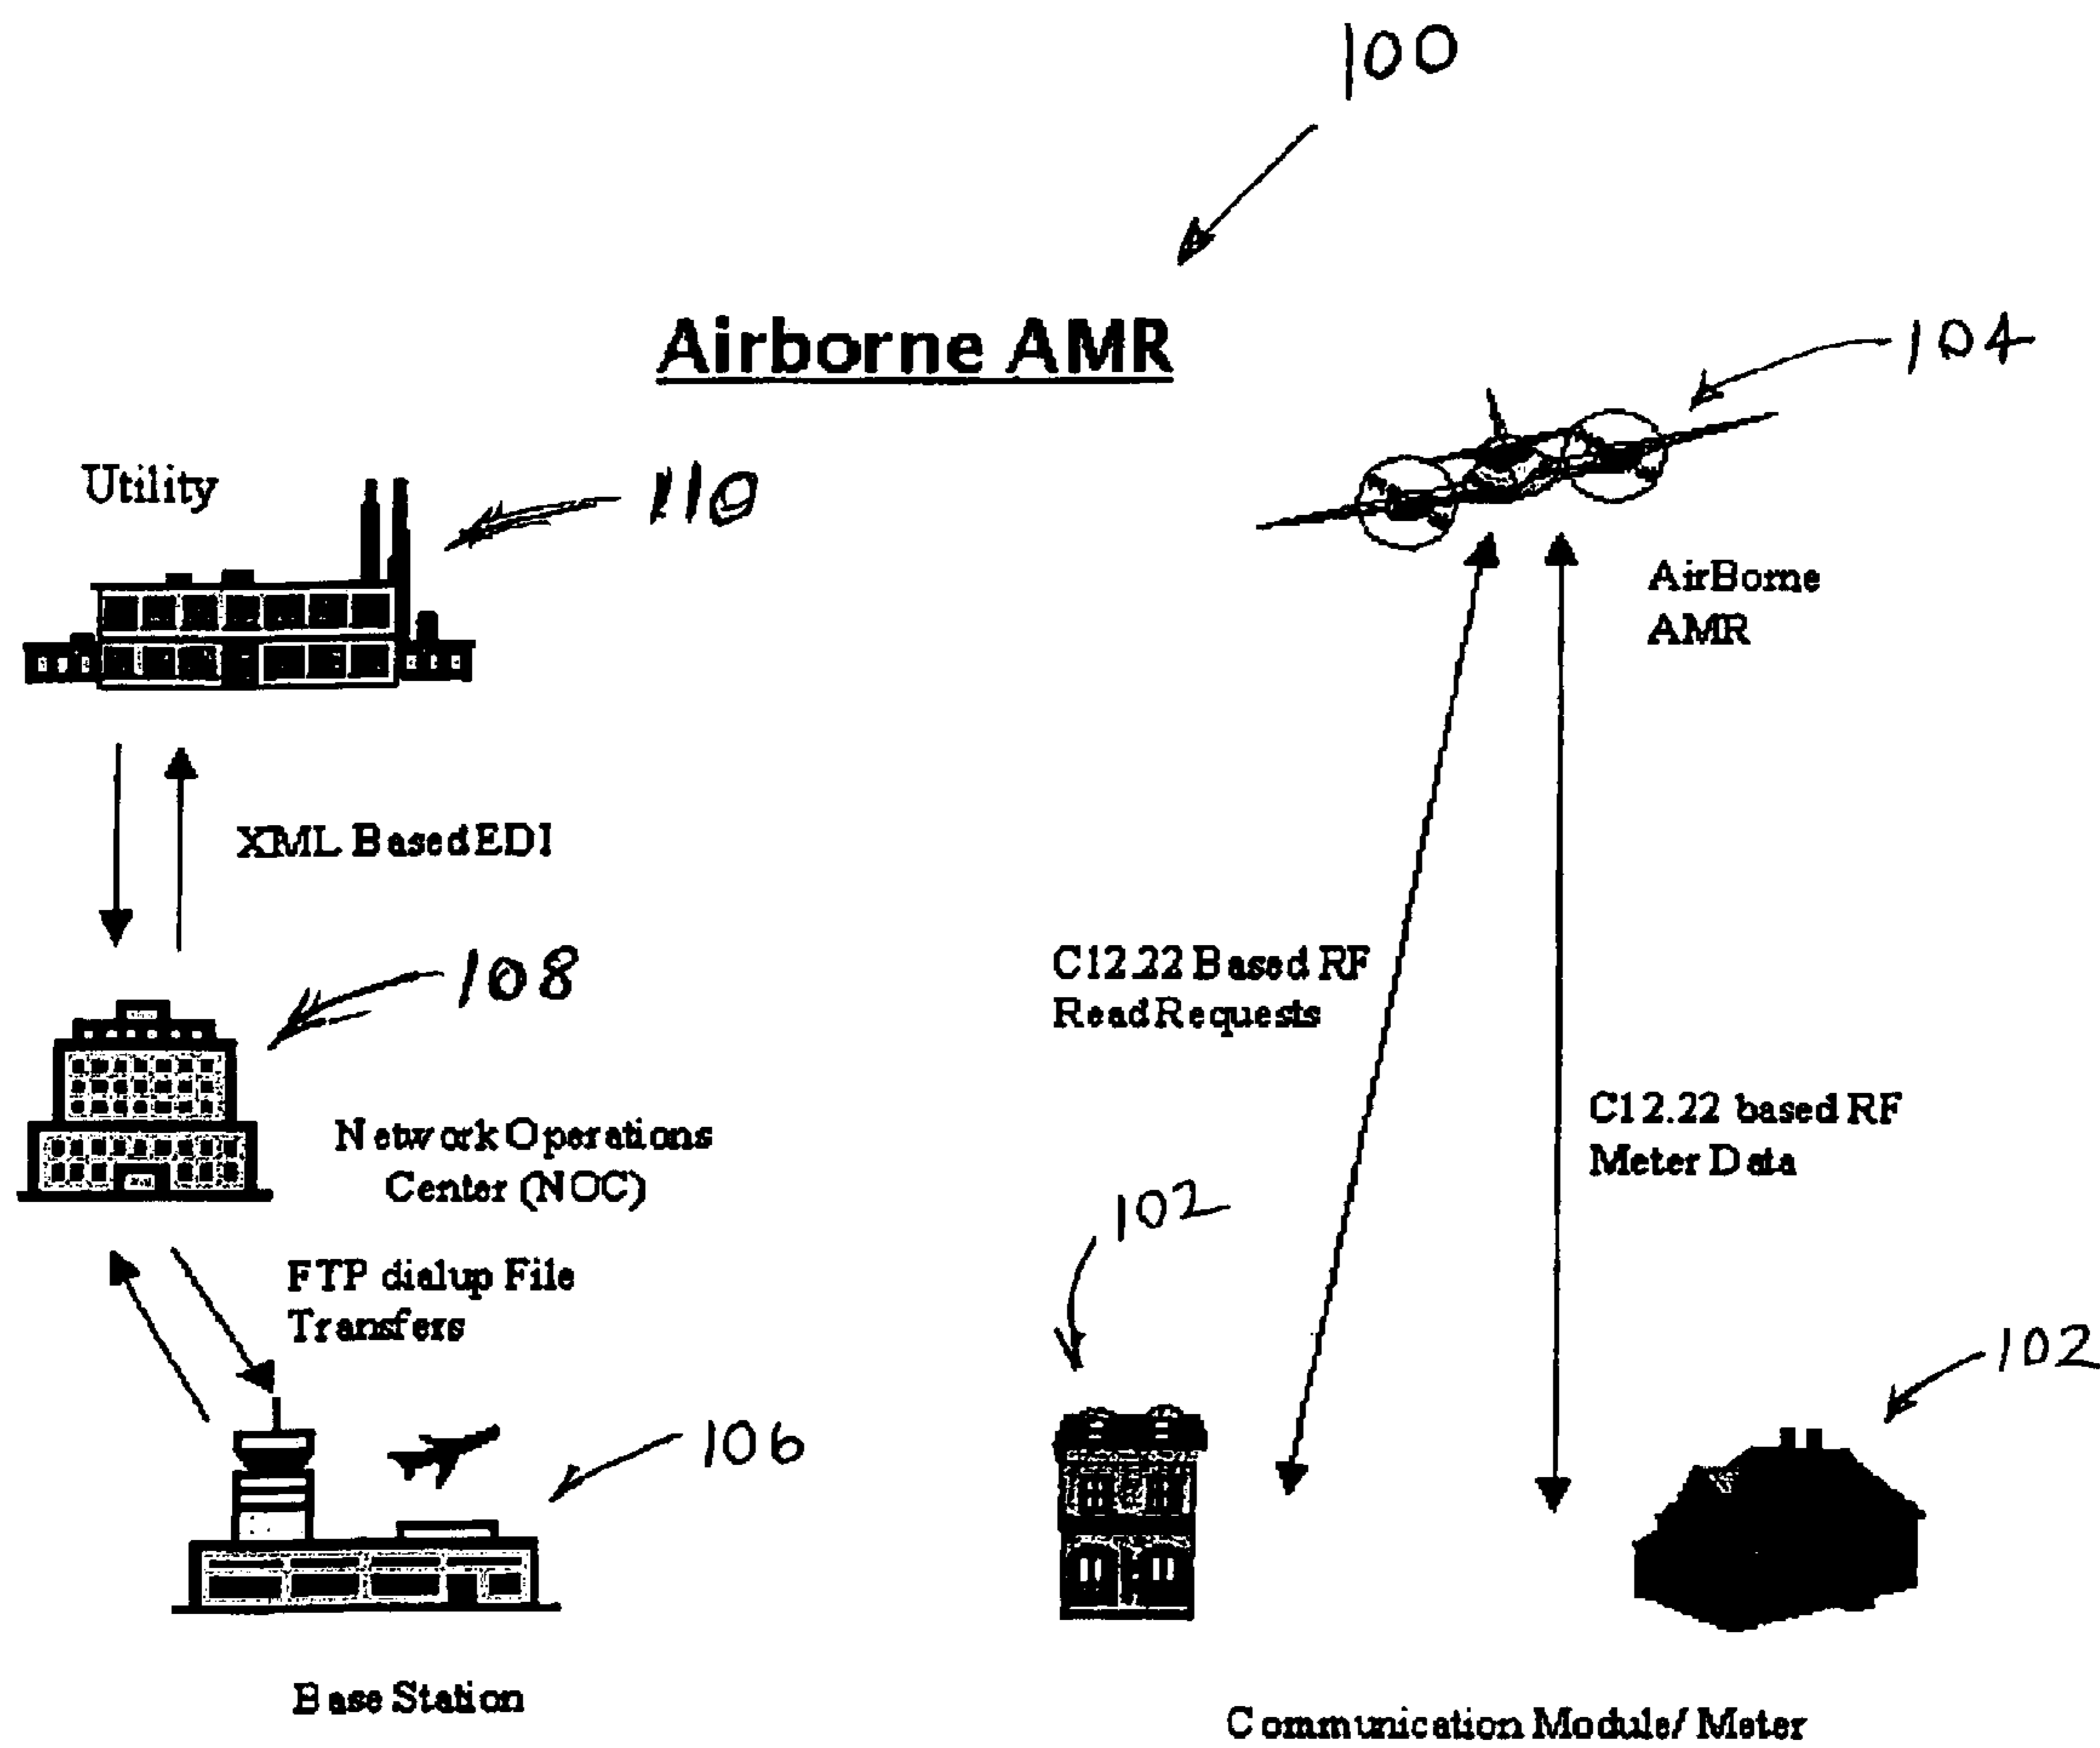 100
Airborne AMR
104
Utility
110
AirBorne
AMR
XML Based EDI
108
C12.22 Based RF
Read Requests
Network Operations
Center (NOC)
C12.22 based RF
Meter Data
102
FTP dialup File
Transfers
102
106
Base Station
Communication Module/ Meter